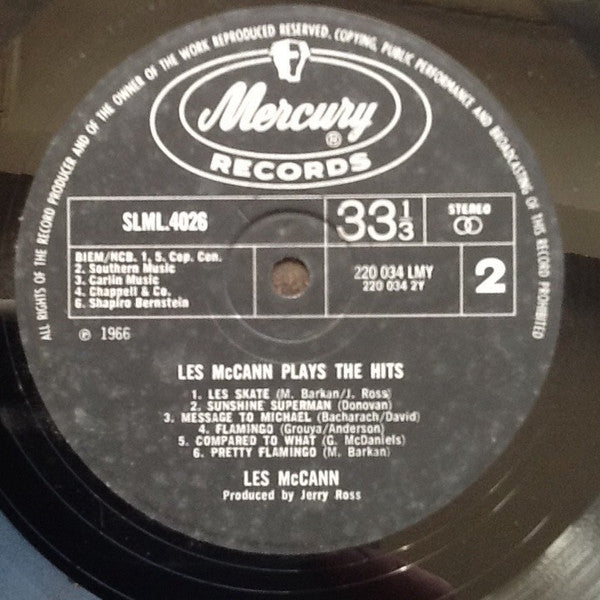 ALL RIGHTS OF THE RECORD PRODUCER AND OF THE OWNER OF THE WORK REPRODUCED RESERVED. COPYING, PUBLIC PERFORMANCE AND BROADCASTING OF THIS RECORD PROHIBITED
Mercury ®
RECORDS
SLML.4026
33 1/3
STEREO
BIEM/NCB. 1, 5. Cop. Con.
2. Southern Music
3. Carlin Music
4. Chappell & Co.
6. Shapiro Bernstein
220 034 LMY
220 034 2Y
2
℗ 1966
LES McCANN PLAYS THE HITS
1. LES SKATE (M. Barkan/J. Ross)
2. SUNSHINE SUPERMAN (Donovan)
3. MESSAGE TO MICHAEL (Bacharach/David)
4. FLAMINGO (Grouya/Anderson)
5. COMPARED TO WHAT (G. McDaniels)
6. PRETTY FLAMINGO (M. Barkan)
LES McCANN
Produced by Jerry Ross